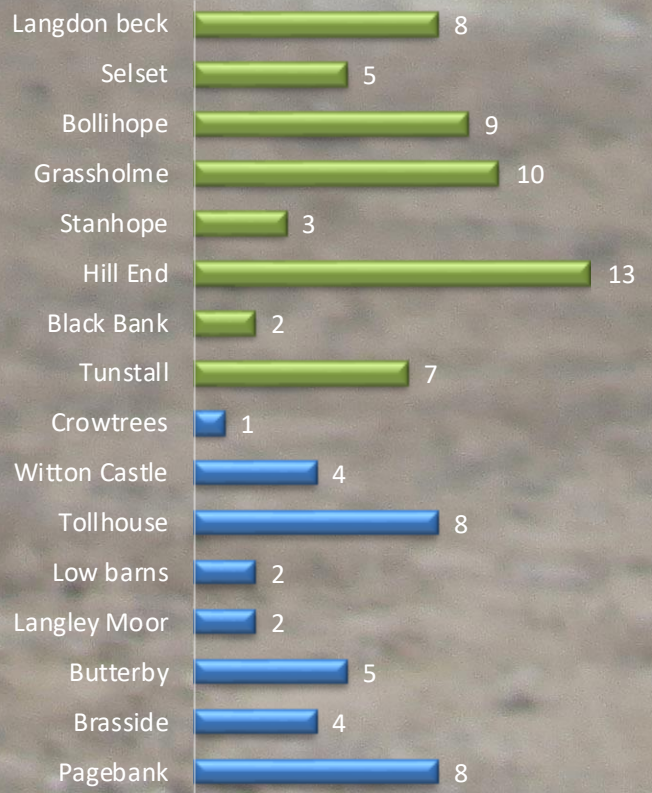 Langdon beck 8
Selset 5
Bollihope 9
Grassholme 10
Stanhope 3
Hill End 13
Black Bank 2
Tunstall 7
Crowtrees 1
Witton Castle 4
Tollhouse 8
Low barns 2
Langley Moor 2
Butterby 5
Brasside 4
Pagebank 8